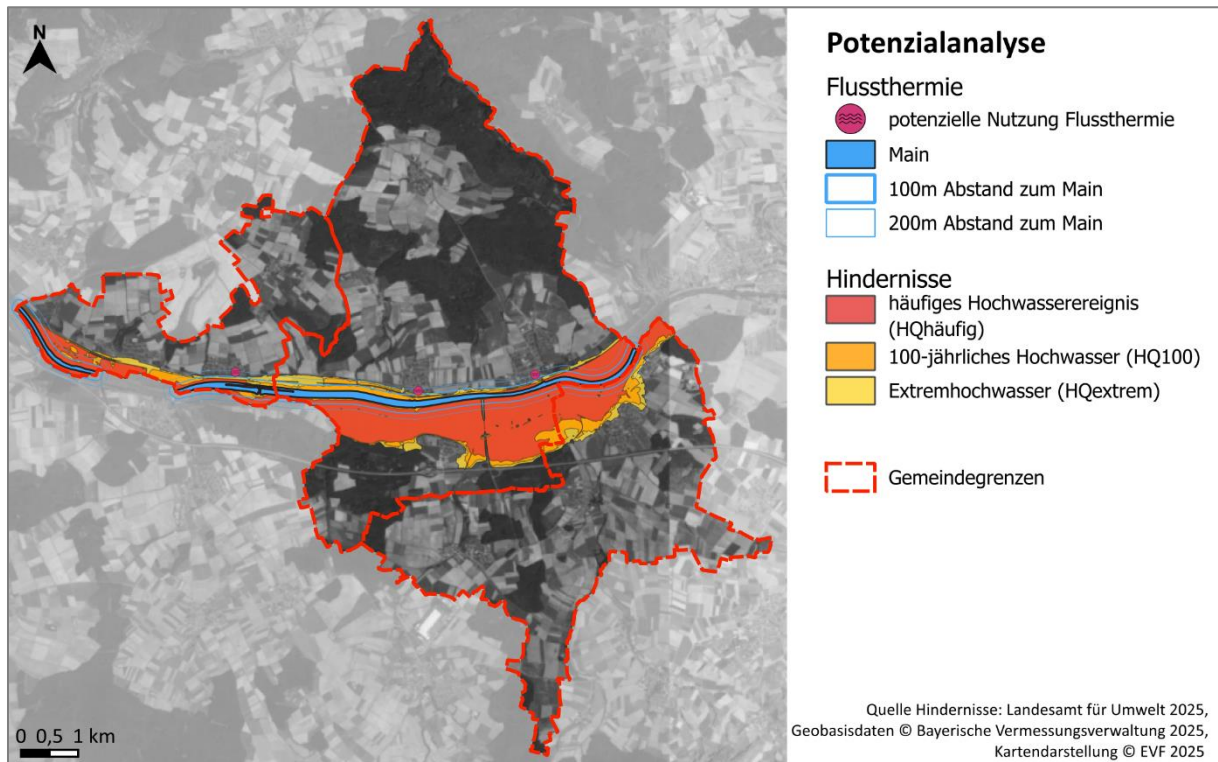 N
0 0,5 1 km
Potenzialanalyse
Flussthermie
potenzielle Nutzung Flussthermie
Main
100m Abstand zum Main
200m Abstand zum Main
Hindernisse
häufiges Hochwasserereignis
(HQhäufig)
100-jährliches Hochwasser (HQ100)
Extremhochwasser (HQextrem)
Gemeindegrenzen
Quelle Hindernisse: Landesamt für Umwelt 2025,
Geobasisdaten © Bayerische Vermessungsverwaltung 2025,
Kartendarstellung © EVF 2025